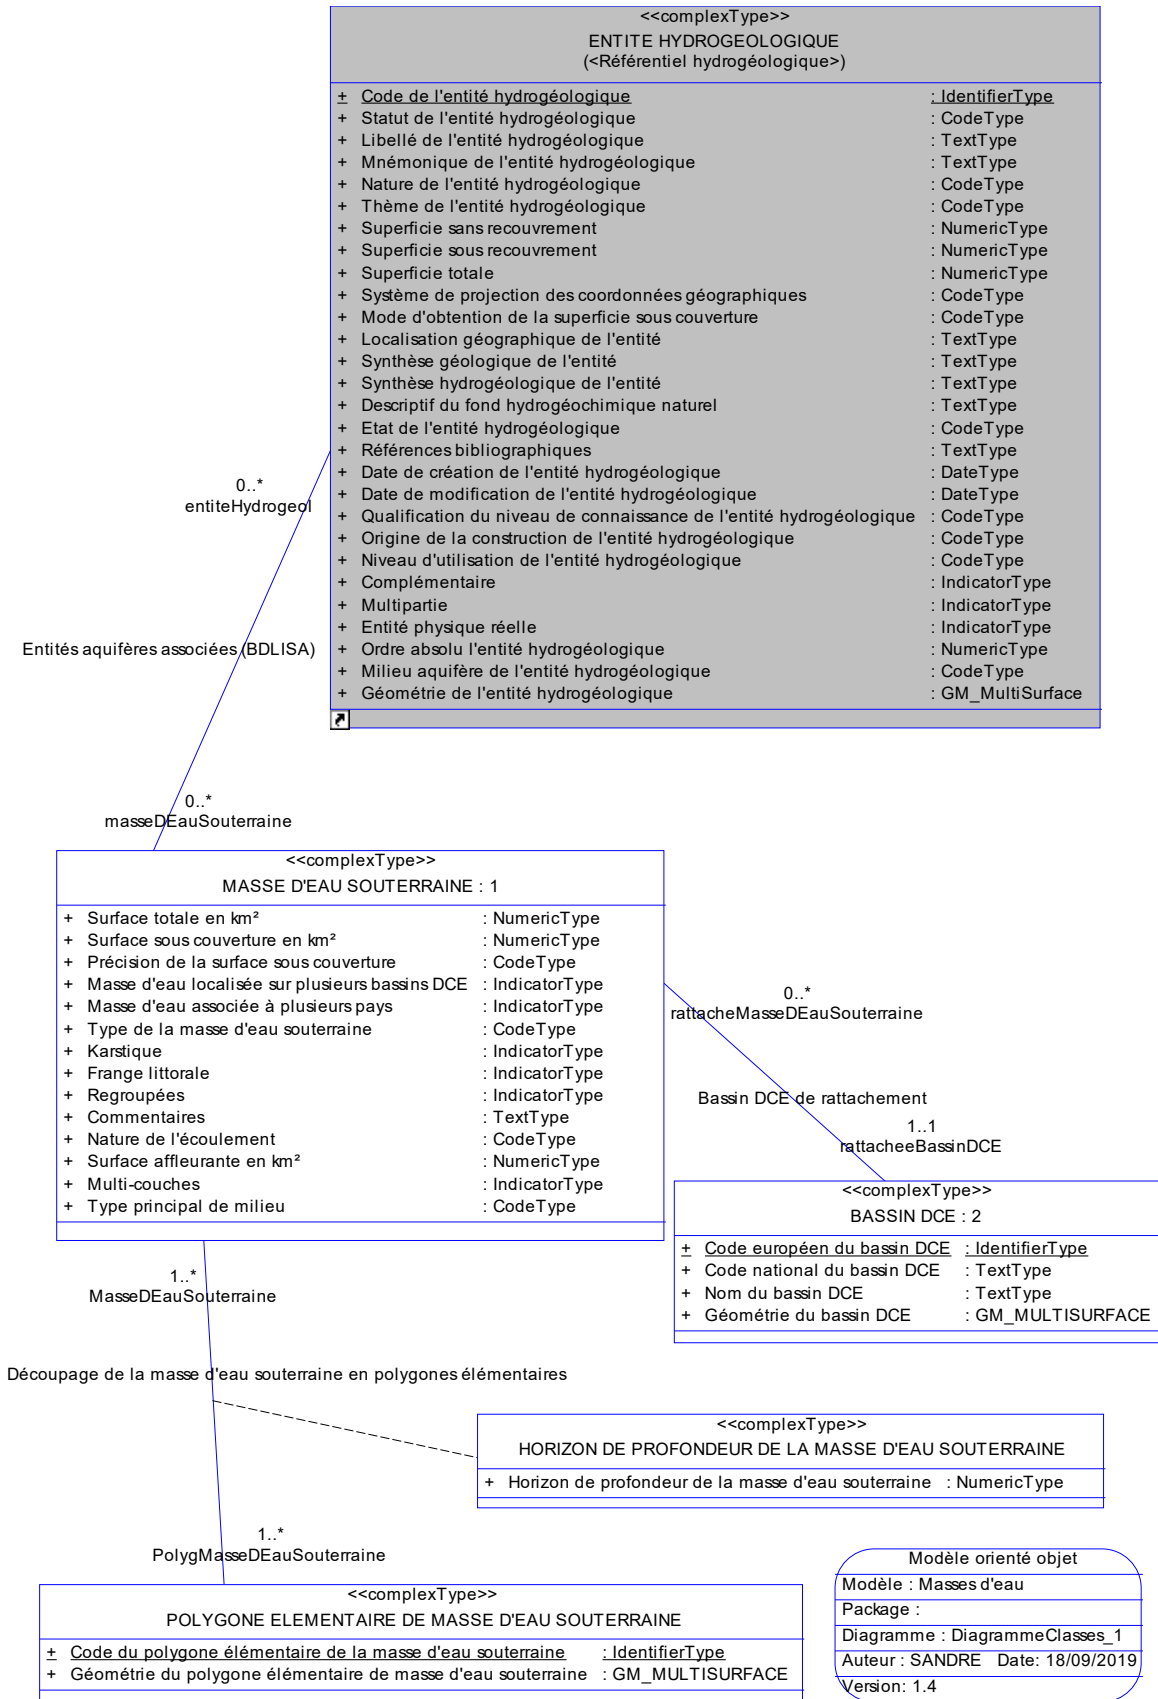 <<complexType>>
ENTITE HYDROGEOLOGIQUE
(<Référentiel hydrogéologique>)
+ Code de l'entité hydrogéologique : IdentifierType
+ Statut de l'entité hydrogéologique : CodeType
+ Libellé de l'entité hydrogéologique : TextType
+ Mnémonique de l'entité hydrogéologique : TextType
+ Nature de l'entité hydrogéologique : CodeType
+ Thème de l'entité hydrogéologique : CodeType
+ Superficie sans recouvrement : NumericType
+ Superficie sous recouvrement : NumericType
+ Superficie totale : NumericType
+ Système de projection des coordonnées géographiques : CodeType
+ Mode d'obtention de la superficie sous couverture : CodeType
+ Localisation géographique de l'entité : TextType
+ Synthèse géologique de l'entité : TextType
+ Synthèse hydrogéologique de l'entité : TextType
+ Descriptif du fond hydrogéochimique naturel : TextType
+ Etat de l'entité hydrogéologique : CodeType
+ Références bibliographiques : TextType
+ Date de création de l'entité hydrogéologique : DateType
+ Date de modification de l'entité hydrogéologique : DateType
+ Qualification du niveau de connaissance de l'entité hydrogéologique : CodeType
+ Origine de la construction de l'entité hydrogéologique : CodeType
+ Niveau d'utilisation de l'entité hydrogéologique : CodeType
+ Complémentaire : IndicatorType
+ Multipartie : IndicatorType
+ Entité physique réelle : IndicatorType
+ Ordre absolu l'entité hydrogéologique : NumericType
+ Milieu aquifère de l'entité hydrogéologique : CodeType
+ Géométrie de l'entité hydrogéologique : GM_MultiSurface
0..*
entiteHydrogeol
Entités aquifères associées (BDLISA)
0..*
masseDEauSouterraine
<<complexType>>
MASSE D'EAU SOUTERRAINE : 1
+ Surface totale en km² : NumericType
+ Surface sous couverture en km² : NumericType
+ Précision de la surface sous couverture : CodeType
+ Masse d'eau localisée sur plusieurs bassins DCE : IndicatorType
+ Masse d'eau associée à plusieurs pays : IndicatorType
+ Type de la masse d'eau souterraine : CodeType
+ Karstique : IndicatorType
+ Frange littorale : IndicatorType
+ Regroupées : IndicatorType
+ Commentaires : TextType
+ Nature de l'écoulement : CodeType
+ Surface affleurante en km² : NumericType
+ Multi-couches : IndicatorType
+ Type principal de milieu : CodeType
0..*
rattacheMasseDEauSouterraine
Bassin DCE de rattachement
1..1
rattacheeBassinDCE
<<complexType>>
BASSIN DCE : 2
+ Code européen du bassin DCE : IdentifierType
+ Code national du bassin DCE : TextType
+ Nom du bassin DCE : TextType
+ Géométrie du bassin DCE : GM_MULTISURFACE
1..*
MasseDEauSouterraine
Découpage de la masse d'eau souterraine en polygones élémentaires
<<complexType>>
HORIZON DE PROFONDEUR DE LA MASSE D'EAU SOUTERRAINE
+ Horizon de profondeur de la masse d'eau souterraine : NumericType
1..*
PolygMasseDEauSouterraine
<<complexType>>
POLYGONE ELEMENTAIRE DE MASSE D'EAU SOUTERRAINE
+ Code du polygone élémentaire de la masse d'eau souterraine : IdentifierType
+ Géométrie du polygone élémentaire de masse d'eau souterraine : GM_MULTISURFACE
Modèle orienté objet
Modèle : Masses d'eau
Package :
Diagramme : DiagrammeClasses_1
Auteur : SANDRE Date: 18/09/2019
Version: 1.4